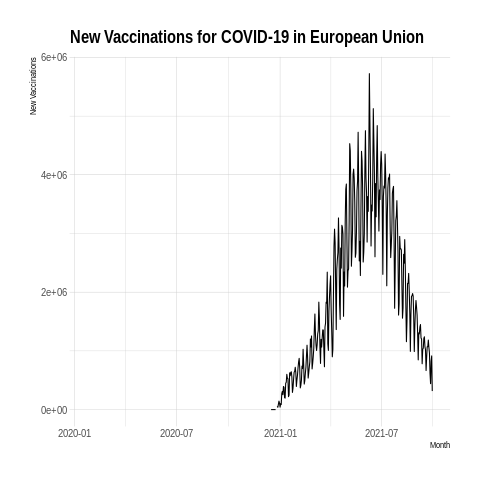 New Vaccinations for COVID-19 in European Union
New Vaccinations
6e+06
4e+06
2e+06
0e+00
2020-01 2020-07 2021-01 2021-07
Month